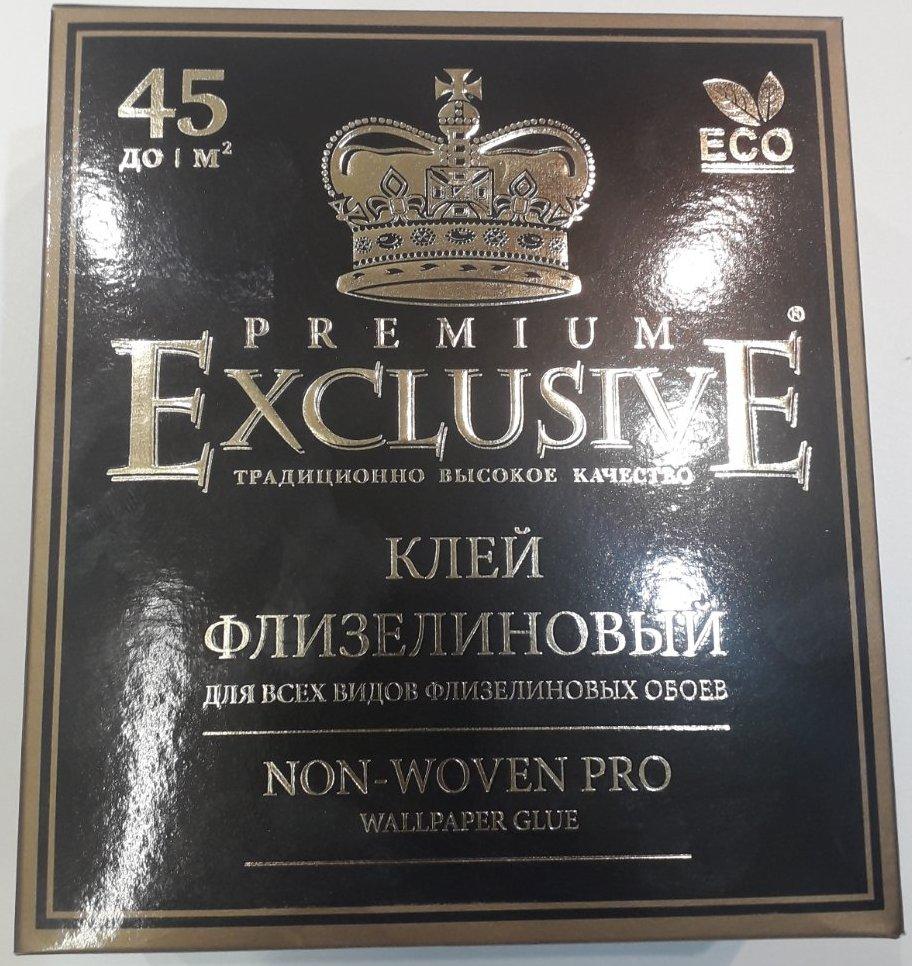 45
ДО | М²
ECO
PREMIUM
EXCLUSIVE®
ТРАДИЦИОННО ВЫСОКОЕ КАЧЕСТВО
КЛЕЙ
ФЛИЗЕЛИНОВЫЙ
ДЛЯ ВСЕХ ВИДОВ ФЛИЗЕЛИНОВЫХ ОБОЕВ
NON-WOVEN PRO
WALLPAPER GLUE